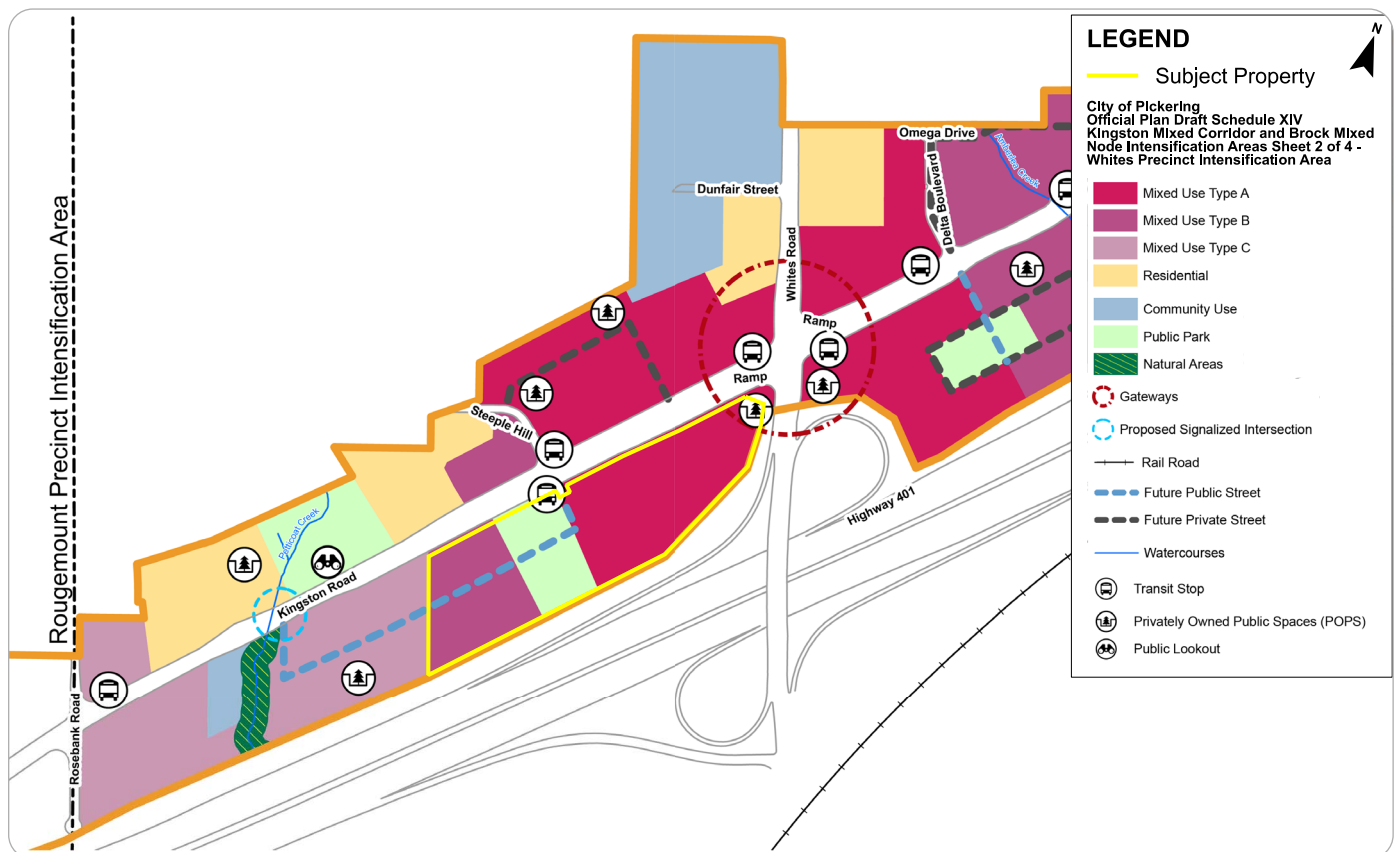 LEGEND
N
Subject Property
City of Pickering
Official Plan Draft Schedule XIV
Kingston Mixed Corridor and Brock Mixed
Node Intensification Areas Sheet 2 of 4 -
Whites Precinct Intensification Area
Mixed Use Type A
Mixed Use Type B
Mixed Use Type C
Residential
Community Use
Public Park
Natural Areas
Gateways
Proposed Signalized Intersection
Rail Road
Future Public Street
Future Private Street
Watercourses
Transit Stop
Privately Owned Public Spaces (POPS)
Public Lookout
Rougemount Precinct Intensification Area
Omega Drive
Amberlea Creek
Delta Boulevard
Dunfair Street
Whites Road
Ramp
Ramp
Steeple Hill
Highway 401
Petticoat Creek
Kingston Road
Rosebank Road